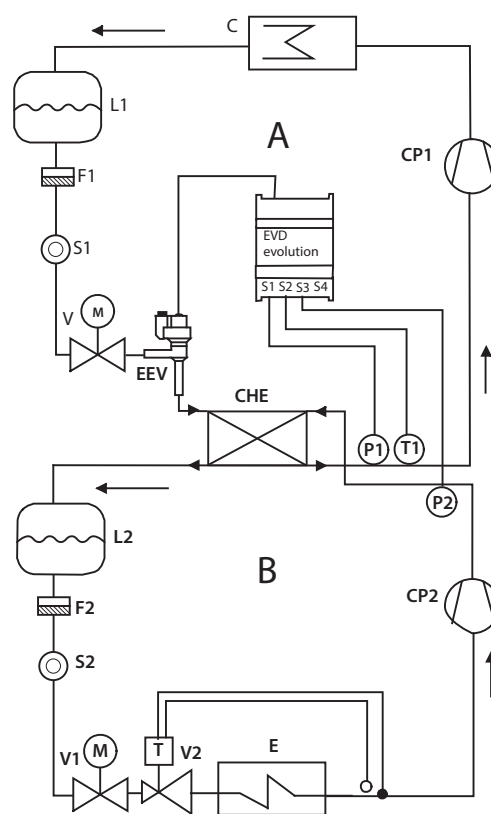 C
L1
A
CP1
F1
EVD
evolution
S1
S1 S2 S3 S4
V
M
EEV
CHE
P1
T1
P2
L2
B
CP2
F2
S2
V1
M
T
V2
E